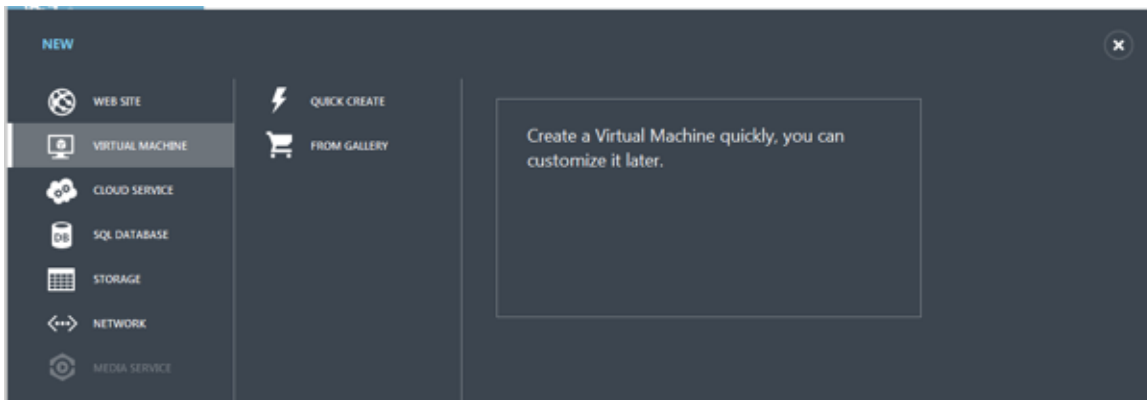 NEW
WEB SITE
VIRTUAL MACHINE
CLOUD SERVICE
DB
SQL DATABASE
STORAGE
NETWORK
MEDIA SERVICE
QUICK CREATE
FROM GALLERY
Create a Virtual Machine quickly, you can
customize it later.